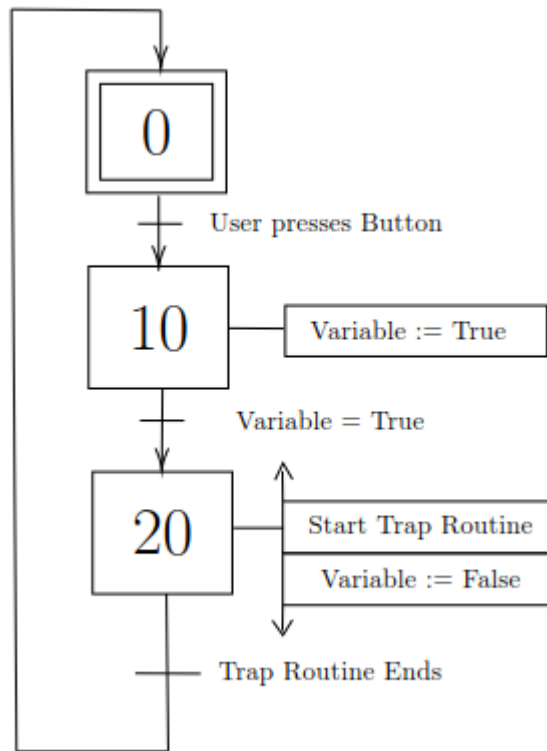 0
User presses Button
10
Variable := True
Variable = True
20
Start Trap Routine
Variable := False
Trap Routine Ends